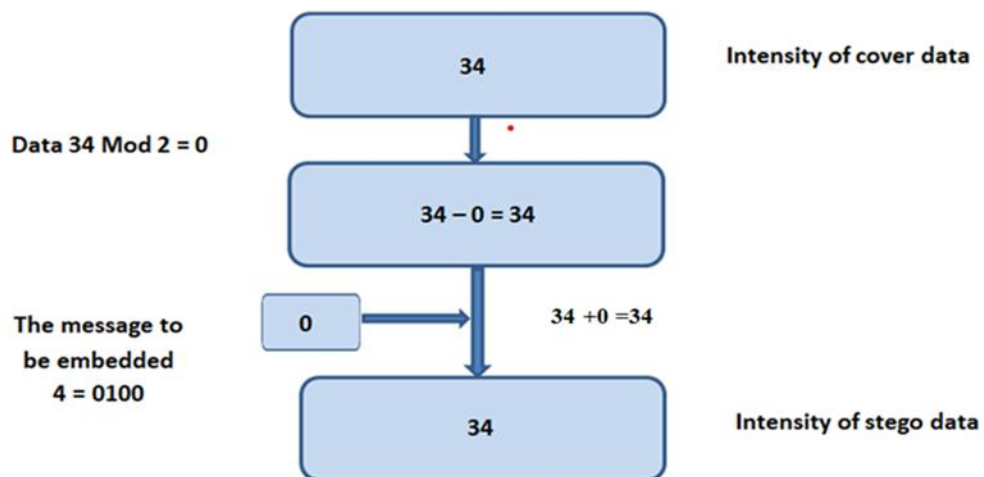 34
Intensity of cover data
Data 34 Mod 2 = 0
34 – 0 = 34
The message to
be embedded
4 = 0100
0
34 +0 =34
34
Intensity of stego data